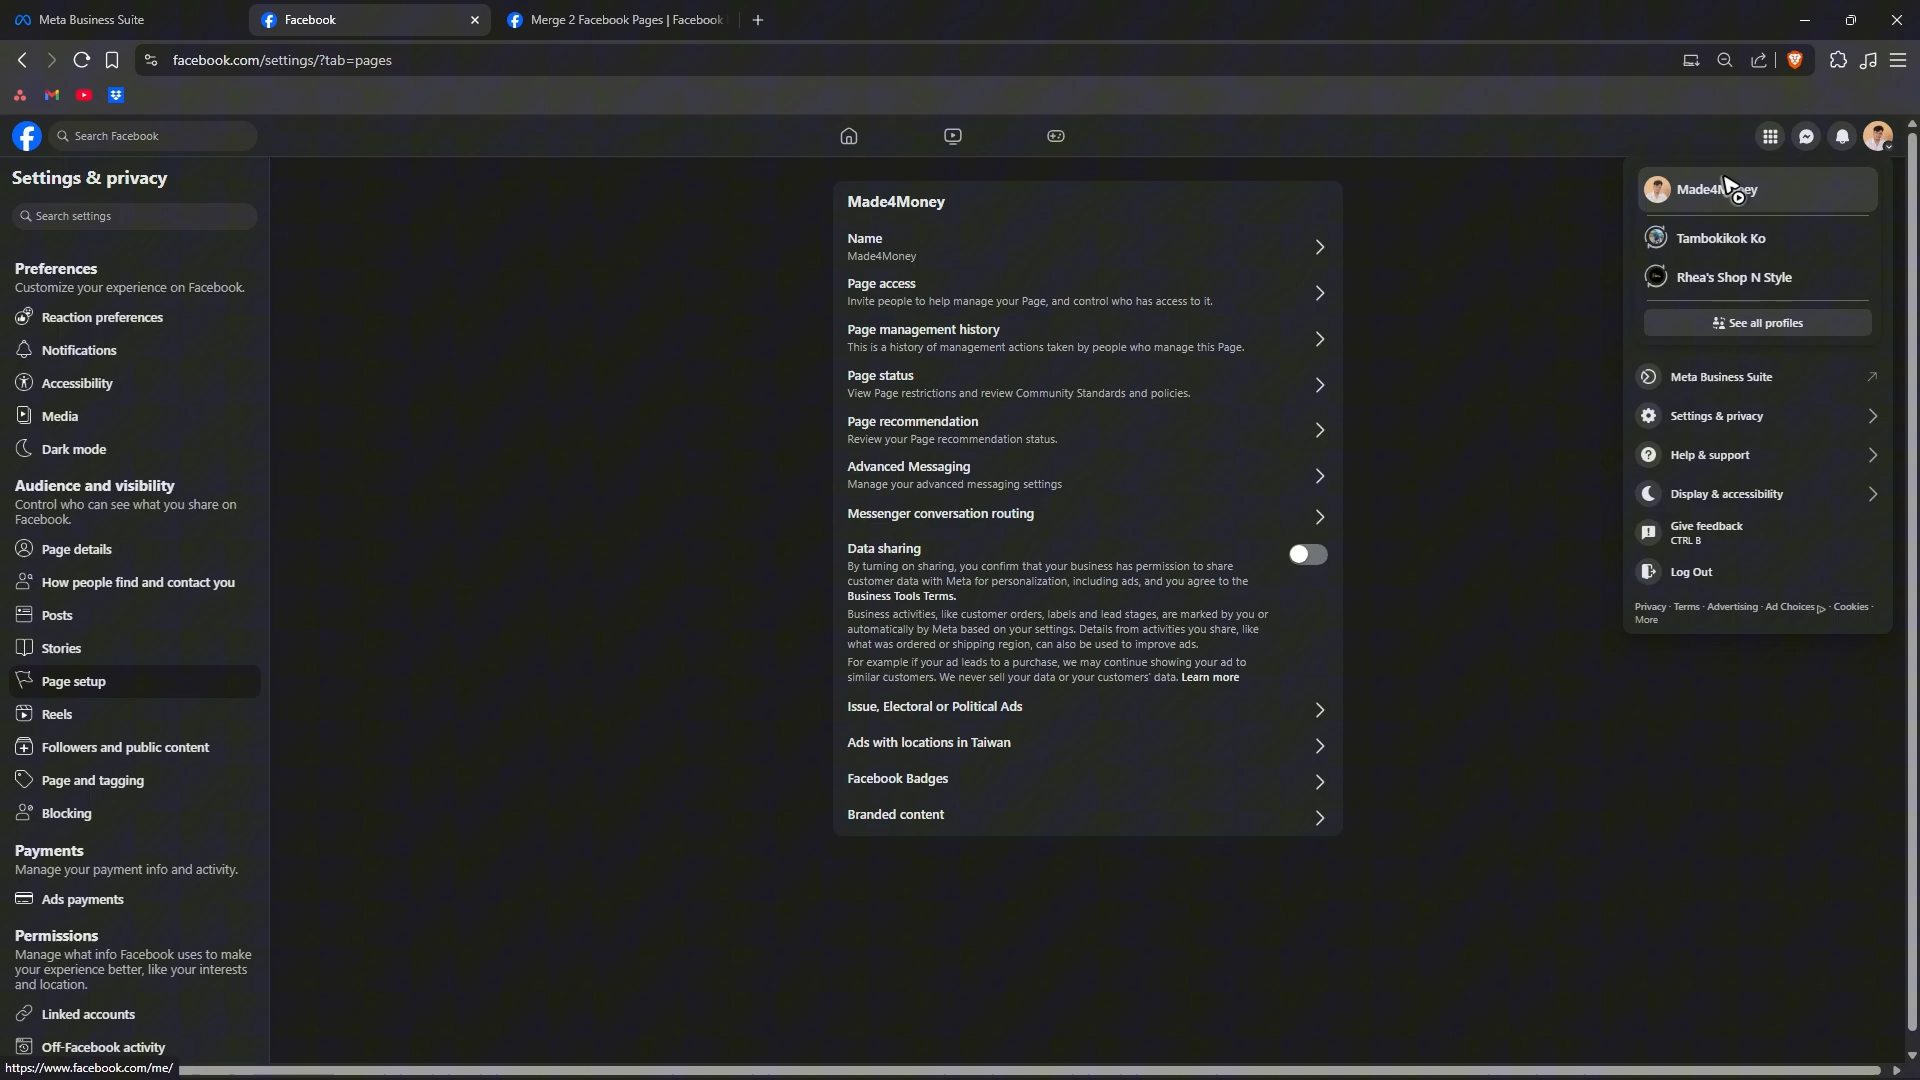 Meta Business Suite
Facebook
Merge 2 Facebook Pages | Facebook
facebook.com/settings/?tab=pages
Search Facebook
Settings & privacy
Search settings
Preferences
Customize your experience on Facebook.
Reaction preferences
Notifications
Accessibility
Media
Dark mode
Audience and visibility
Control who can see what you share on
Facebook.
Page details
How people find and contact you
Posts
Stories
Page setup
Reels
Followers and public content
Page and tagging
Blocking
Payments
Manage your payment info and activity.
Ads payments
Permissions
Manage what info Facebook uses to make
your experience better, like your interests
and location.
Linked accounts
Off-Facebook activity
https://www.facebook.com/me/
Made4Money
Name
Made4Money
Page access
Invite people to help manage your Page, and control who has access to it.
Page management history
This is a history of management actions taken by people who manage this Page.
Page status
View Page restrictions and review Community Standards and policies.
Page recommendation
Review your Page recommendation status.
Advanced Messaging
Manage your advanced messaging settings
Messenger conversation routing
Data sharing
By turning on sharing, you confirm that your business has permission to share
customer data with Meta for personalization, including ads, and you agree to the
Business Tools Terms.
Business activities, like customer orders, labels and lead stages, are marked by you or
automatically by Meta based on your settings. Details from activities you share, like
what was ordered or shipping region, can also be used to improve ads.
For example if your ad leads to a purchase, we may continue showing your ad to
similar customers. We never sell your data or your customers' data. Learn more
Issue, Electoral or Political Ads
Ads with locations in Taiwan
Facebook Badges
Branded content
Made4Money
Tambokikok Ko
Rhea's Shop N Style
See all profiles
Meta Business Suite
Settings & privacy
Help & support
Display & accessibility
Give feedback
CTRL B
Log Out
Privacy · Terms · Advertising · Ad Choices · Cookies ·
More